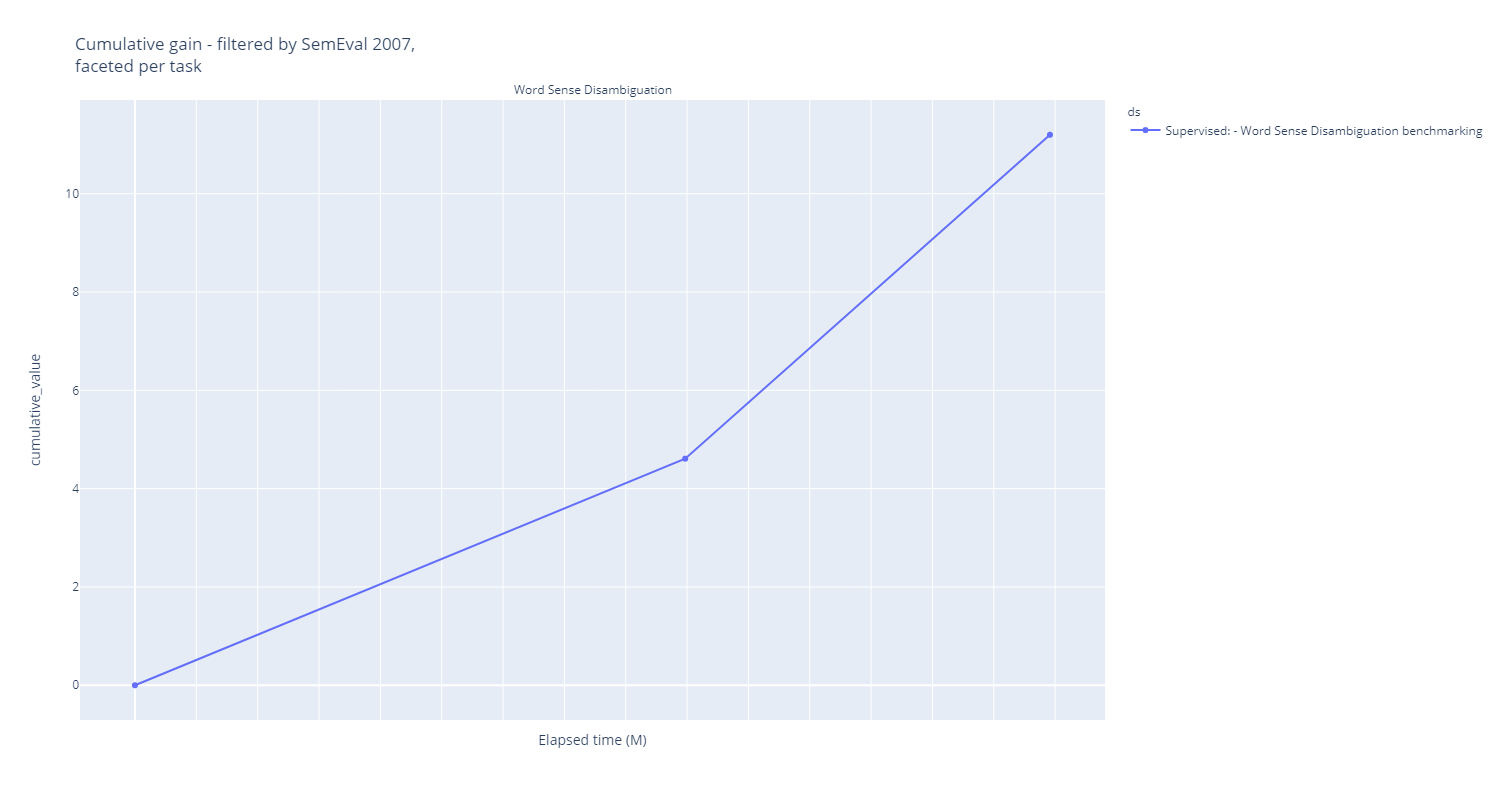 Cumulative gain - filtered by SemEval 2007,
faceted per task
Word Sense Disambiguation
ds
Supervised: - Word Sense Disambiguation benchmarking
10
8
6
4
2
0
cumulative_value
Elapsed time (M)